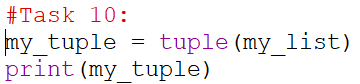 #Task 10:
my_tuple = tuple(my_list)
print(my_tuple)